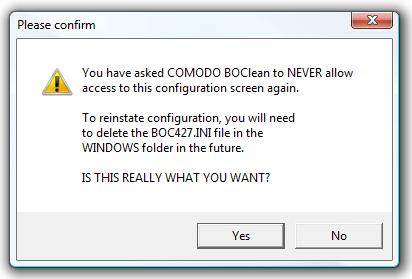 Please confirm
You have asked COMODO BOClean to NEVER allow
access to this configuration screen again.
To reinstate configuration, you will need
to delete the BOC427.INI file in the
WINDOWS folder in the future.
IS THIS REALLY WHAT YOU WANT?
Yes
No